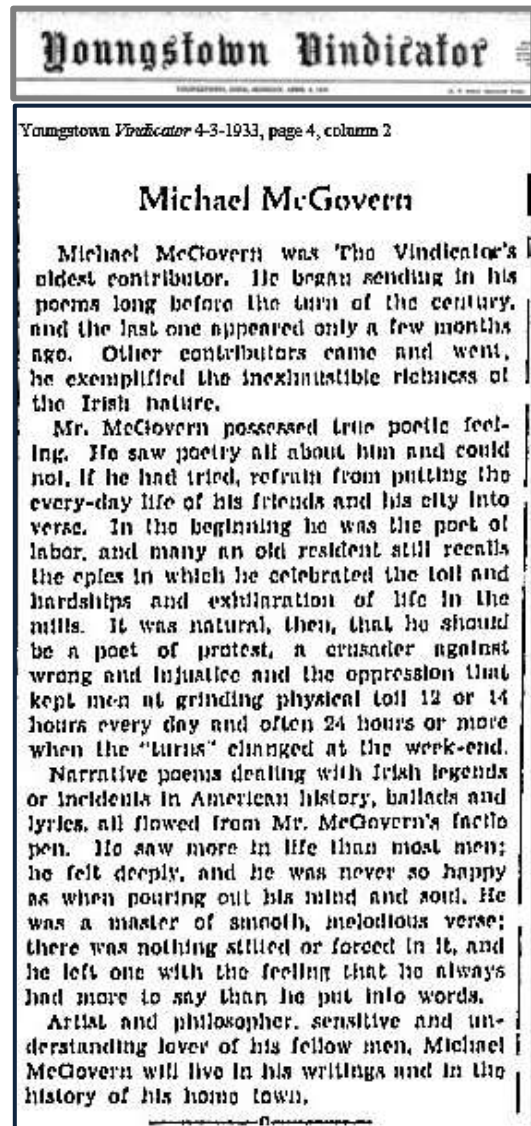 Youngstown Vindicator
Youngstown Vindicator 4-3-1933, page 4, column 2
Michael McGovern
Michael McGovern was The Vindicator's
oldest contributor. He began sending in his
poems long before the turn of the century,
and the last one appeared only a few months
ago. Other contributors came and went,
he exemplified the inexhaustible richness of
the Irish nature.
Mr. McGovern possessed true poetic feel-
ing. He saw poetry all about him and could
not, if he had tried, refrain from putting the
every-day life of his friends and his city into
verse. In the beginning he was the poet of
labor, and many an old resident still recalls
the epics in which he celebrated the toil and
hardships and exhilaration of life in the
mills. It was natural, then, that he should
be a poet of protest, a crusader against
wrong and injustice and the oppression that
kept men at grinding physical toil 12 or 14
hours every day and often 24 hours or more
when the "turns" changed at the week-end.
Narrative poems dealing with Irish legends
or incidents in American history, ballads and
lyrics, all flowed from Mr. McGovern's facile
pen. He saw more in life than most men;
he felt deeply, and he was never so happy
as when pouring out his mind and soul. He
was a master of smooth, melodious verse;
there was nothing stilted or forced in it, and
he left one with the feeling that he always
had more to say than he put into words.
Artist and philosopher, sensitive and un-
derstanding lover of his fellow men, Michael
McGovern will live in his writings and in the
history of his home town.